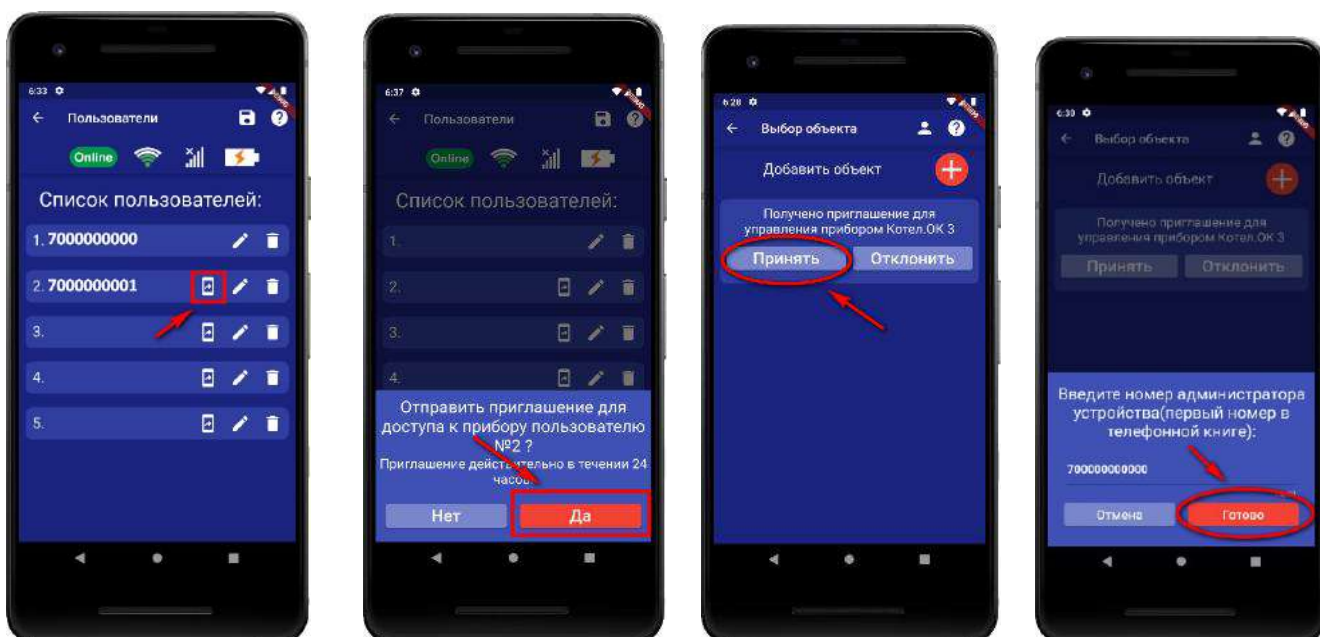 6:33
Пользователи
Online
Список пользователей:
1. 7000000000
2. 7000000001
3.
4.
5.
6:37
Пользователи
Online
Список пользователей:
1.
2.
3.
4.
Отправить приглашение для
доступа к прибору пользователю
№2 ?
Приглашение действительно в течении 24
часов
Нет
Да
6:28
Выбор объекта
Добавить объект
Получено приглашение для
управления прибором Котел.ОК 3
Принять
Отклонить
6:30
Выбор объекта
Добавить объект
Получено приглашение для
управления прибором Котел.ОК 3
Принять
Отклонить
Введите номер администратора
устройства(первый номер в
телефонной книге):
700000000000
Отмена
Готово